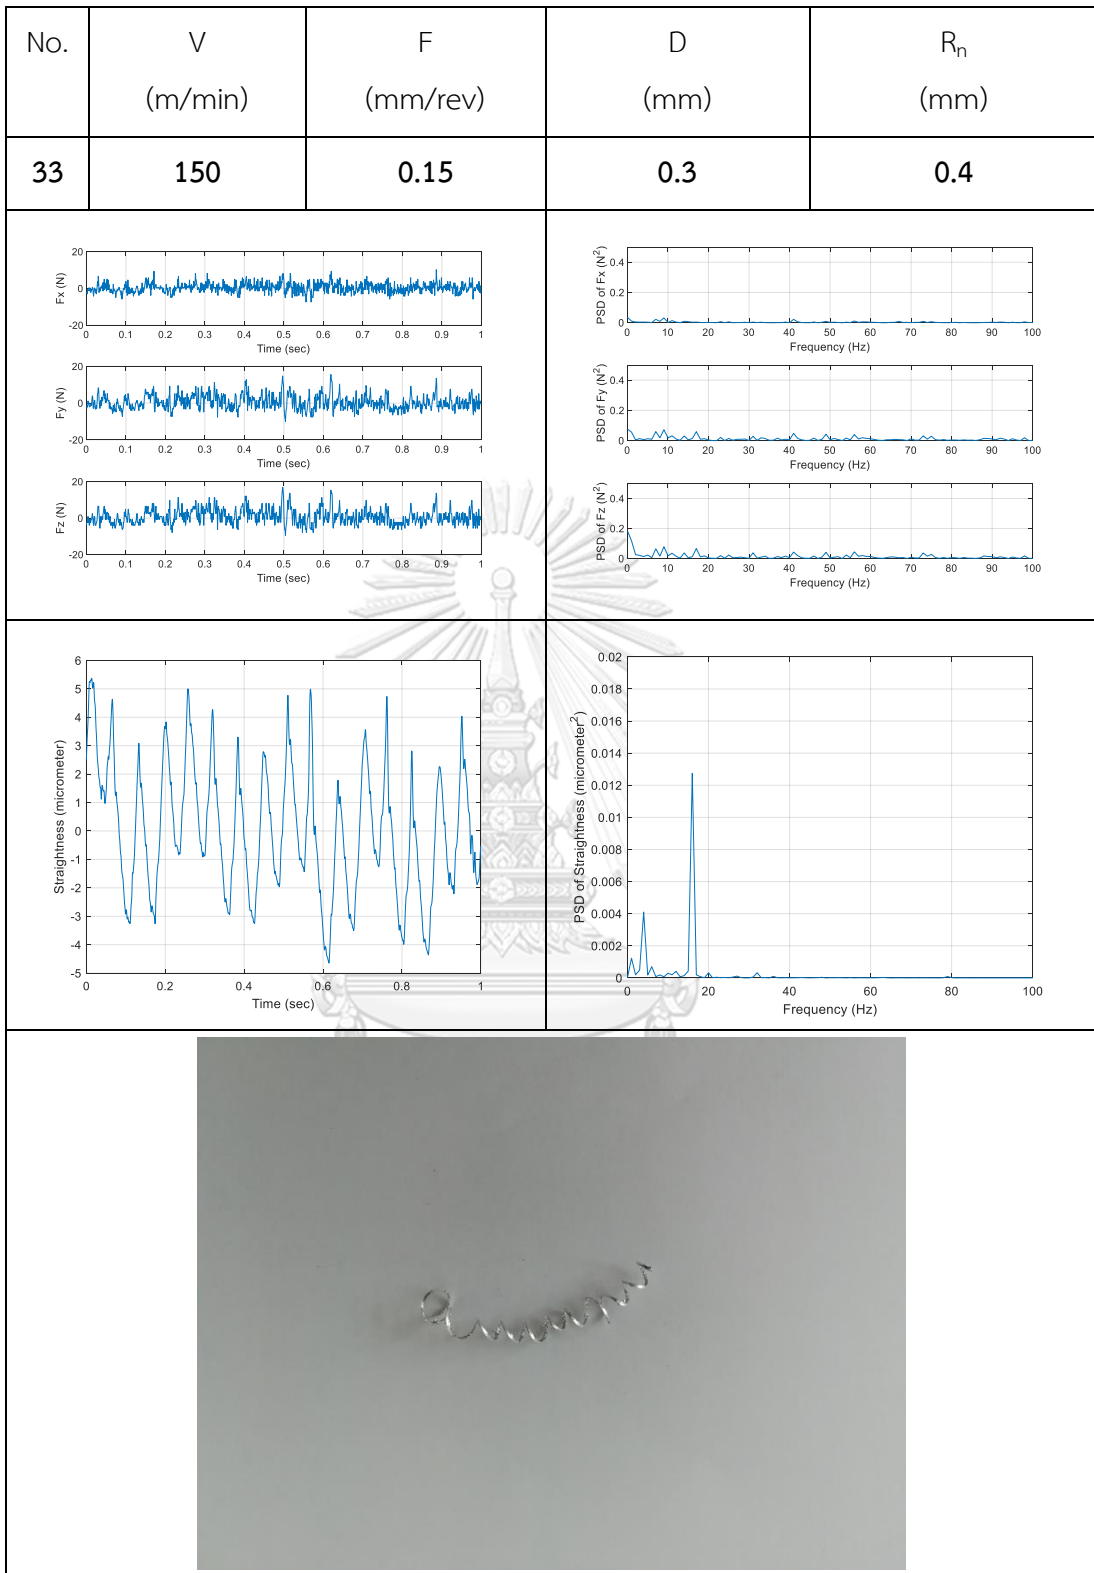 No. V F D Rn
(m/min) (mm/rev) (mm) (mm)
33 150 0.15 0.3 0.4
20
0
-20
Fx (N)
0 0.1 0.2 0.3 0.4 0.5 0.6 0.7 0.8 0.9 1
Time (sec)
20
0
-20
Fy (N)
0 0.1 0.2 0.3 0.4 0.5 0.6 0.7 0.8 0.9 1
Time (sec)
20
0
-20
Fz (N)
0 0.1 0.2 0.3 0.4 0.5 0.6 0.7 0.8 0.9 1
Time (sec)
0.4
0.2
0
PSD of Fx (N²)
0 10 20 30 40 50 60 70 80 90 100
Frequency (Hz)
0.4
0.2
0
PSD of Fy (N²)
0 10 20 30 40 50 60 70 80 90 100
Frequency (Hz)
0.4
0.2
0
PSD of Fz (N²)
0 10 20 30 40 50 60 70 80 90 100
Frequency (Hz)
6
5
4
3
2
1
0
-1
-2
-3
-4
-5
Straightness (micrometer)
0 0.2 0.4 0.6 0.8 1
Time (sec)
0.02
0.018
0.016
0.014
0.012
0.01
0.008
0.006
0.004
0.002
0
PSD of Straightness (micrometer²)
0 20 40 60 80 100
Frequency (Hz)